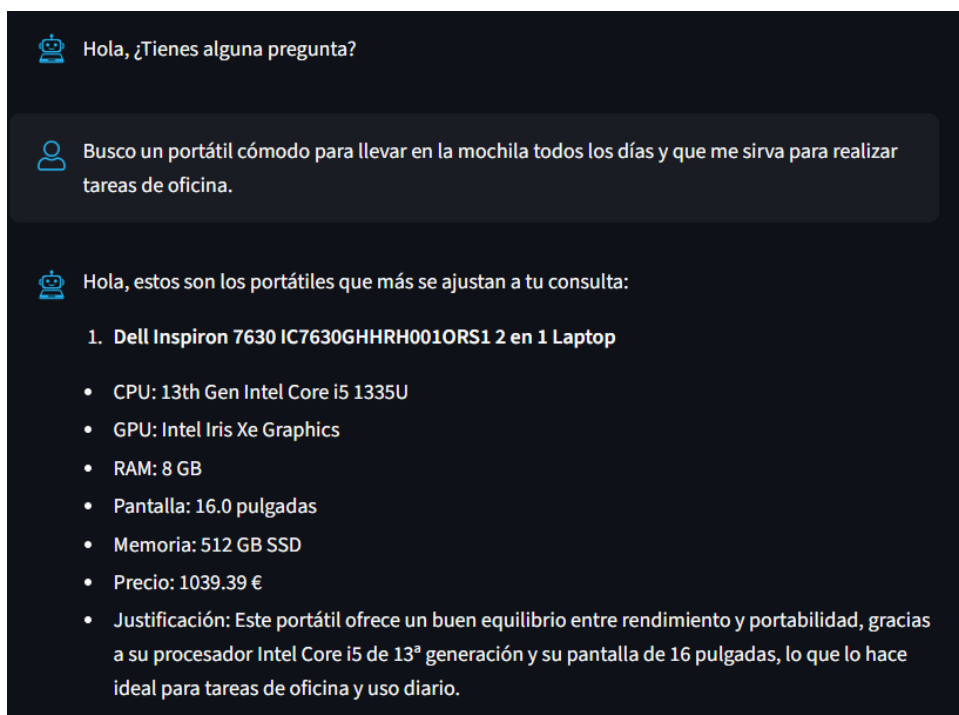 Hola, ¿Tienes alguna pregunta?
Busco un portátil cómodo para llevar en la mochila todos los días y que me sirva para realizar
tareas de oficina.
Hola, estos son los portátiles que más se ajustan a tu consulta:
1. Dell Inspiron 7630 IC7630GHHRH001ORS1 2 en 1 Laptop
• CPU: 13th Gen Intel Core i5 1335U
• GPU: Intel Iris Xe Graphics
• RAM: 8 GB
• Pantalla: 16.0 pulgadas
• Memoria: 512 GB SSD
• Precio: 1039.39 €
• Justificación: Este portátil ofrece un buen equilibrio entre rendimiento y portabilidad, gracias
a su procesador Intel Core i5 de 13ª generación y su pantalla de 16 pulgadas, lo que lo hace
ideal para tareas de oficina y uso diario.